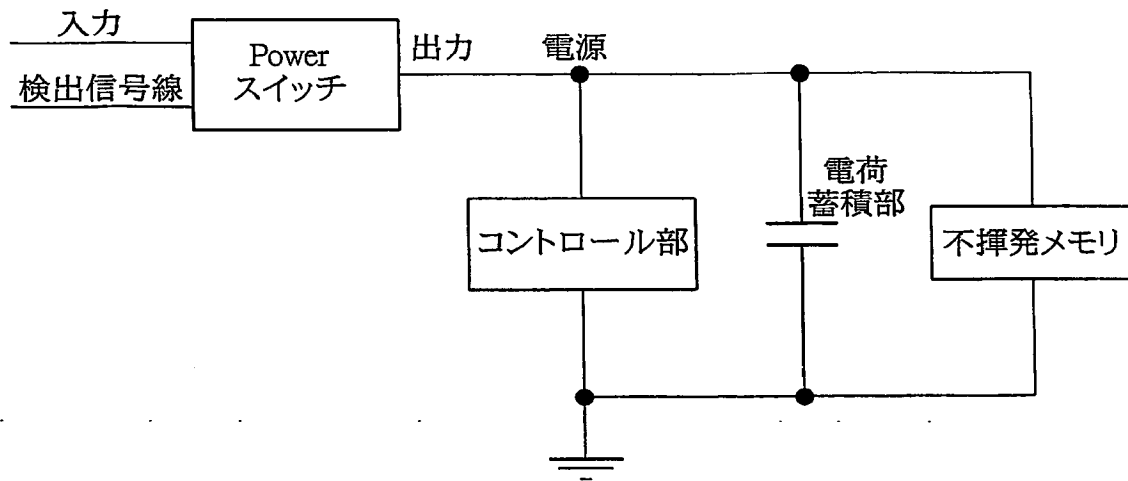 入力
検出信号線
Power
スイッチ
出力
電源
コントロール部
電荷
蓄積部
不揮発メモリ